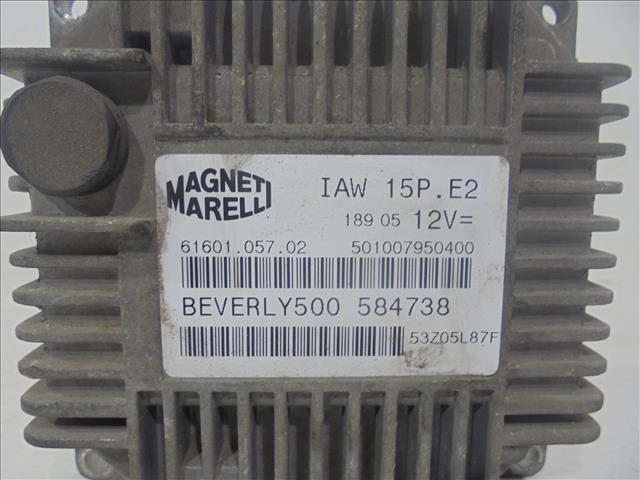 MAGNETI
MARELLI
IAW 15P.E2
189 05 12V=
61601.057.02 501007950400
BEVERLY500 584738
53Z05L87F